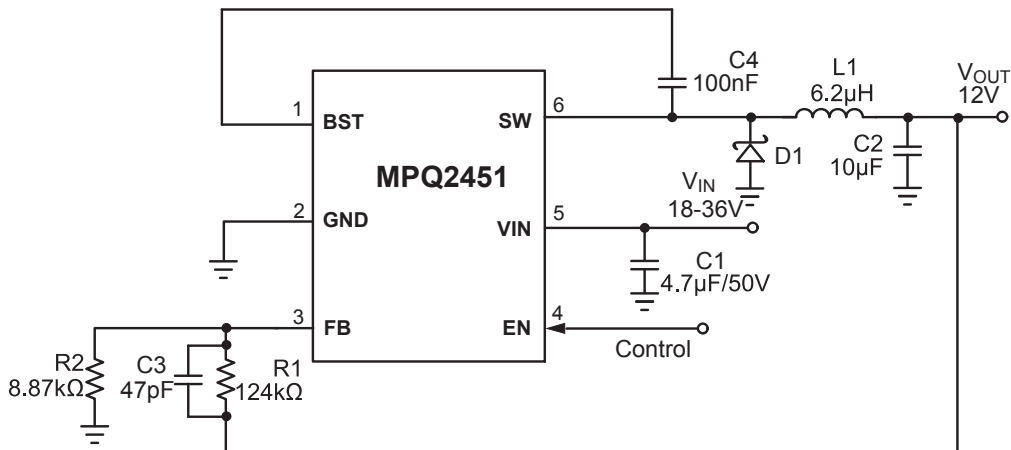 C4
100nF
L1
6.2µH
VOUT
12V
1
BST
SW
6
D1
C2
10µF
MPQ2451
VIN
18-36V
2
GND
VIN
5
C1
4.7µF/50V
3
FB
EN
4
Control
R2
8.87kΩ
C3
47pF
R1
124kΩ